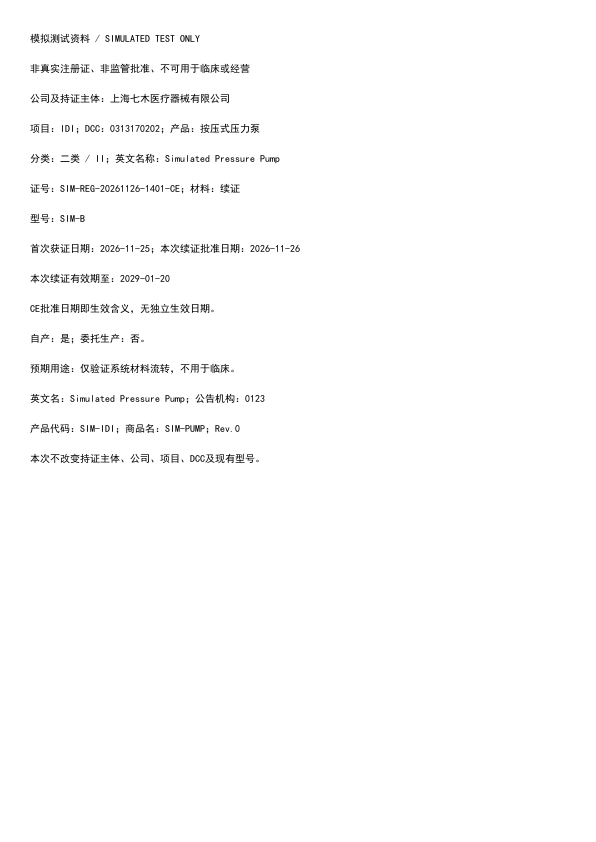 模拟测试资料 / SIMULATED TEST ONLY
非真实注册证、非监管批准、不可用于临床或经营
公司及持证主体: 上海七木医疗器械有限公司
项目: IDI; DCC: 0313170202; 产品: 按压式压力泵
分类: 二类 / II; 英文名称: Simulated Pressure Pump
证号: SIM-REG-20261126-1401-CE; 材料: 续证
型号: SIM-B
首次获证日期: 2026-11-25; 本次续证批准日期: 2026-11-26
本次续证有效期至: 2029-01-20
CE批准日期即生效含义, 无独立生效日期。
自产: 是; 委托生产: 否。
预期用途: 仅验证系统材料流转, 不用于临床。
英文名: Simulated Pressure Pump; 公告机构: 0123
产品代码: SIM-IDI; 商品名: SIM-PUMP; Rev.0
本次不改变持证主体、公司、项目、DCC及现有型号。